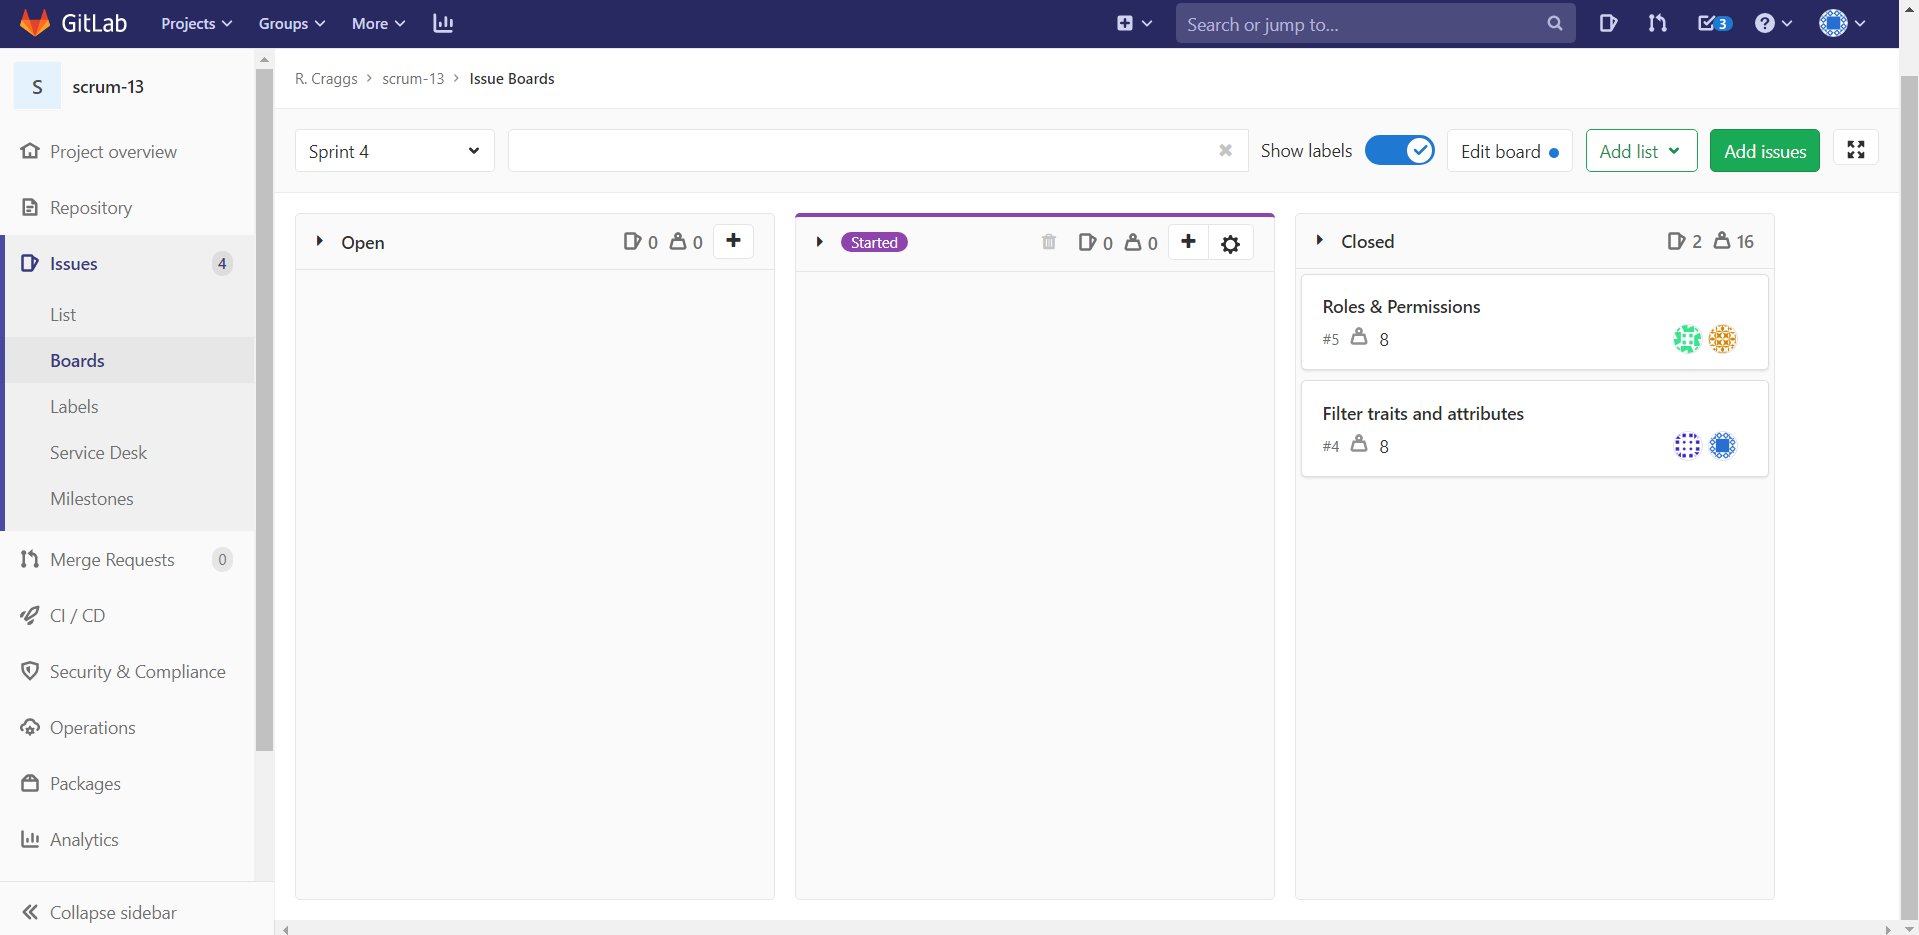 GitLab Projects Groups More Search or jump to... 3
S scrum-13
R. Craggs > scrum-13 > Issue Boards
Project overview
Repository
Issues 4
List
Boards
Labels
Service Desk
Milestones
Merge Requests 0
CI / CD
Security & Compliance
Operations
Packages
Analytics
Collapse sidebar
Sprint 4 Show labels Edit board Add list Add issues
Open 0 0
Started 0 0
Closed 2 16
Roles & Permissions
#5 8
Filter traits and attributes
#4 8